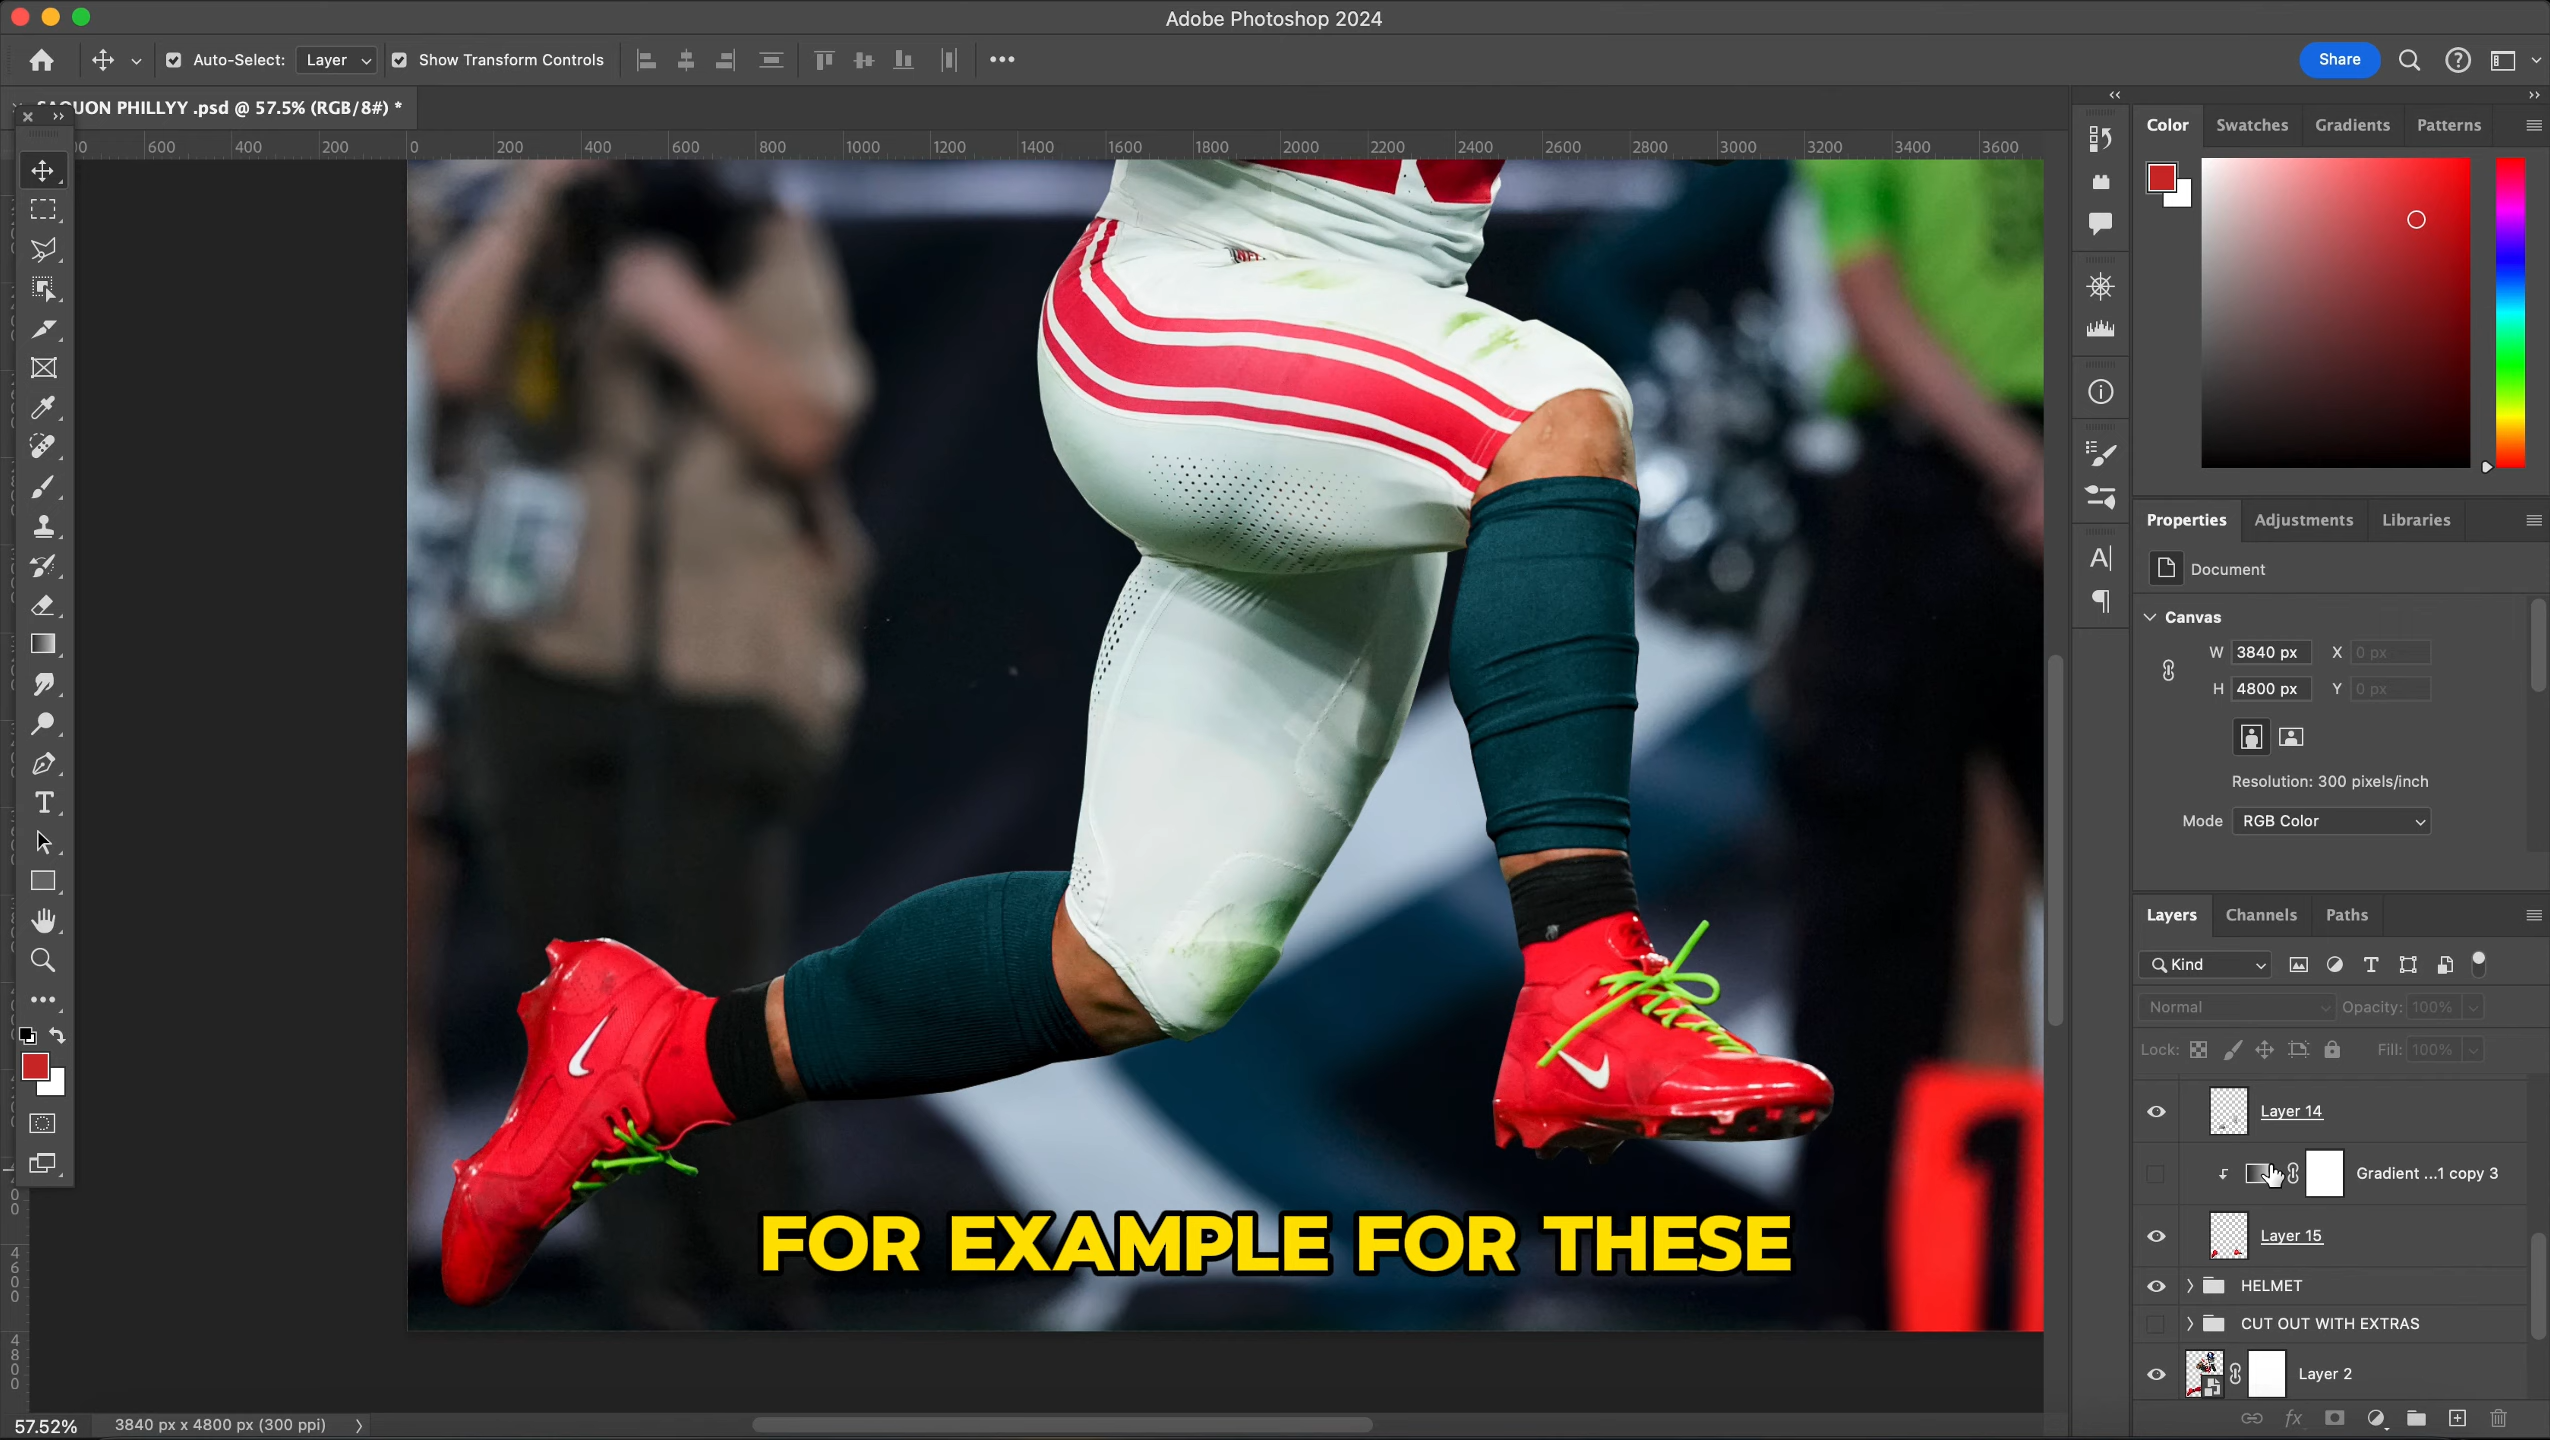 Adobe Photoshop 2024
Auto-Select: Layer Show Transform Controls Share
SAQUON PHILLYY .psd @ 57.5% (RGB/8#) *
600 400 200 0 200 400 600 800 1000 1200 1400 1600 1800 2000 2200 2400 2600 2800 3000 3200 3400 3600
Color Swatches Gradients Patterns
Properties Adjustments Libraries
Document
Canvas
W 3840 px X 0 px
H 4800 px Y 0 px
Resolution: 300 pixels/inch
Mode RGB Color
Layers Channels Paths
Kind
Normal Opacity: 100%
Lock: Fill: 100%
Layer 14
Gradient ...1 copy 3
Layer 15
HELMET
CUT OUT WITH EXTRAS
Layer 2
1
FOR EXAMPLE FOR THESE
57.52% 3840 px x 4800 px (300 ppi)